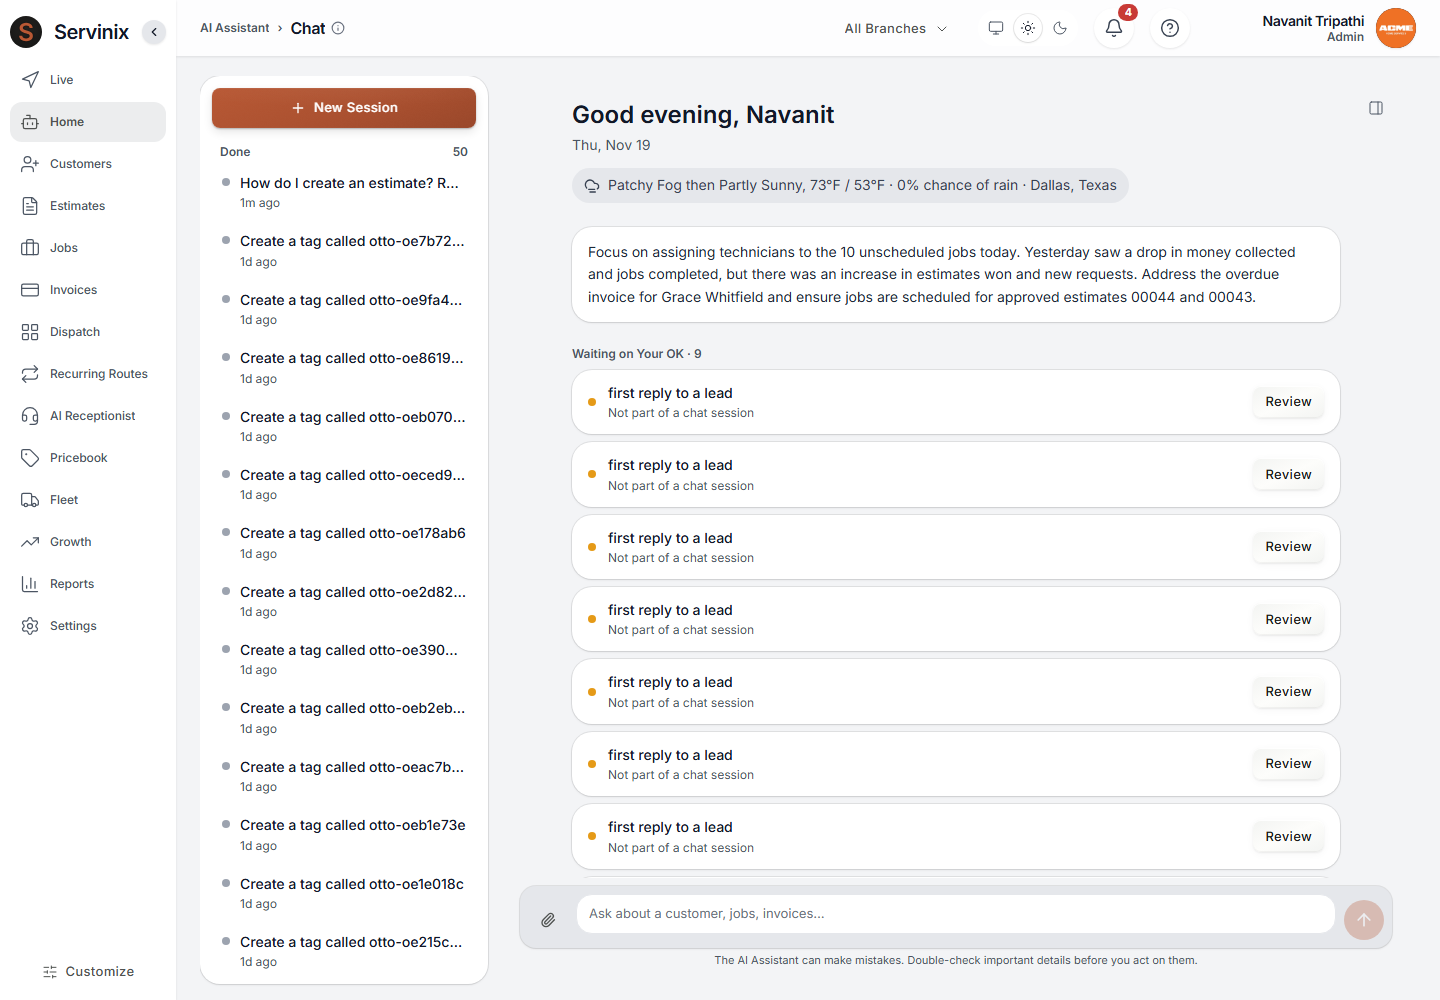 Servinix
Live
Home
Customers
Estimates
Jobs
Invoices
Dispatch
Recurring Routes
AI Receptionist
Pricebook
Fleet
Growth
Reports
Settings
Customize
AI Assistant › Chat
All Branches
4
Navanit Tripathi
Admin
ACME
New Session
Done 50
How do I create an estimate? R...
1m ago
Create a tag called otto-oe7b72...
1d ago
Create a tag called otto-oe9fa4...
1d ago
Create a tag called otto-oe8619...
1d ago
Create a tag called otto-oeb070...
1d ago
Create a tag called otto-oeced9...
1d ago
Create a tag called otto-oe178ab6
1d ago
Create a tag called otto-oe2d82...
1d ago
Create a tag called otto-oe390...
1d ago
Create a tag called otto-oeb2eb...
1d ago
Create a tag called otto-oeac7b...
1d ago
Create a tag called otto-oeb1e73e
1d ago
Create a tag called otto-oe1e018c
1d ago
Create a tag called otto-oe215c...
1d ago
Good evening, Navanit
Thu, Nov 19
Patchy Fog then Partly Sunny, 73°F / 53°F · 0% chance of rain · Dallas, Texas
Focus on assigning technicians to the 10 unscheduled jobs today. Yesterday saw a drop in money collected
and jobs completed, but there was an increase in estimates won and new requests. Address the overdue
invoice for Grace Whitfield and ensure jobs are scheduled for approved estimates 00044 and 00043.
Waiting on Your OK · 9
first reply to a lead
Not part of a chat session
Review
first reply to a lead
Not part of a chat session
Review
first reply to a lead
Not part of a chat session
Review
first reply to a lead
Not part of a chat session
Review
first reply to a lead
Not part of a chat session
Review
first reply to a lead
Not part of a chat session
Review
first reply to a lead
Not part of a chat session
Review
Ask about a customer, jobs, invoices...
The AI Assistant can make mistakes. Double-check important details before you act on them.